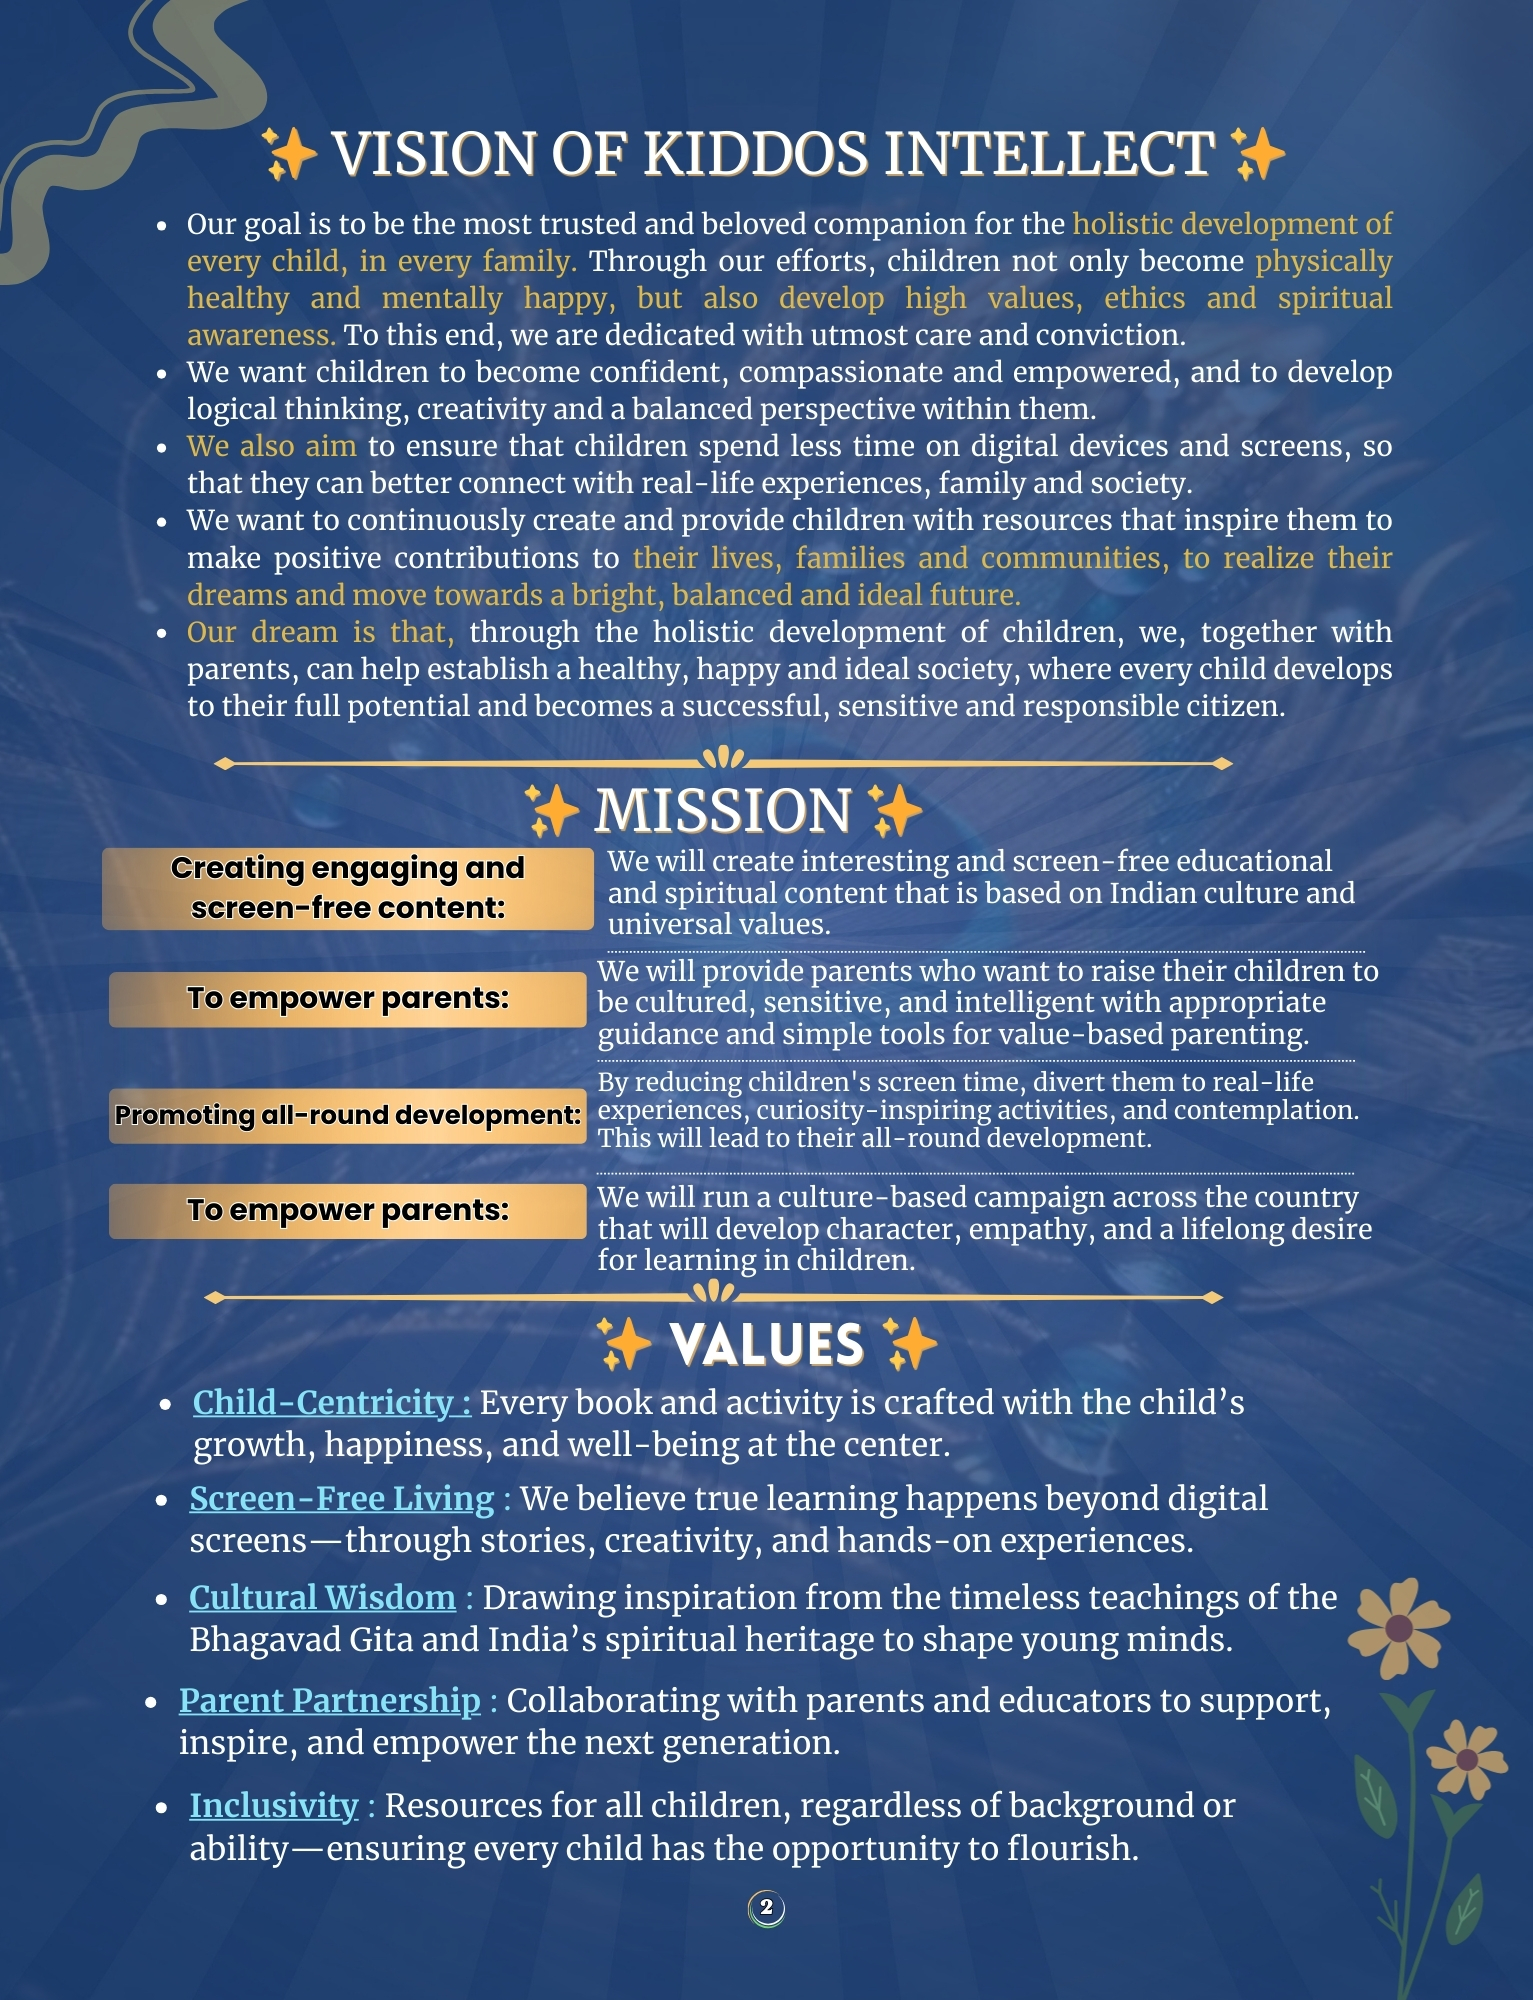 ✨ VISION OF KIDDOS INTELLECT ✨
• Our goal is to be the most trusted and beloved companion for the holistic development of
every child, in every family. Through our efforts, children not only become physically
healthy and mentally happy, but also develop high values, ethics and spiritual
awareness. To this end, we are dedicated with utmost care and conviction.
• We want children to become confident, compassionate and empowered, and to develop
logical thinking, creativity and a balanced perspective within them.
• We also aim to ensure that children spend less time on digital devices and screens, so
that they can better connect with real-life experiences, family and society.
• We want to continuously create and provide children with resources that inspire them to
make positive contributions to their lives, families and communities, to realize their
dreams and move towards a bright, balanced and ideal future.
• Our dream is that, through the holistic development of children, we, together with
parents, can help establish a healthy, happy and ideal society, where every child develops
to their full potential and becomes a successful, sensitive and responsible citizen.
✨ MISSION ✨
Creating engaging and
screen-free content:
We will create interesting and screen-free educational
and spiritual content that is based on Indian culture and
universal values.
To empower parents:
We will provide parents who want to raise their children to
be cultured, sensitive, and intelligent with appropriate
guidance and simple tools for value-based parenting.
Promoting all-round development:
By reducing children's screen time, divert them to real-life
experiences, curiosity-inspiring activities, and contemplation.
This will lead to their all-round development.
To empower parents:
We will run a culture-based campaign across the country
that will develop character, empathy, and a lifelong desire
for learning in children.
✨ VALUES ✨
• Child-Centricity : Every book and activity is crafted with the child’s
growth, happiness, and well-being at the center.
• Screen-Free Living : We believe true learning happens beyond digital
screens—through stories, creativity, and hands-on experiences.
• Cultural Wisdom : Drawing inspiration from the timeless teachings of the
Bhagavad Gita and India’s spiritual heritage to shape young minds.
• Parent Partnership : Collaborating with parents and educators to support,
inspire, and empower the next generation.
• Inclusivity : Resources for all children, regardless of background or
ability—ensuring every child has the opportunity to flourish.
2